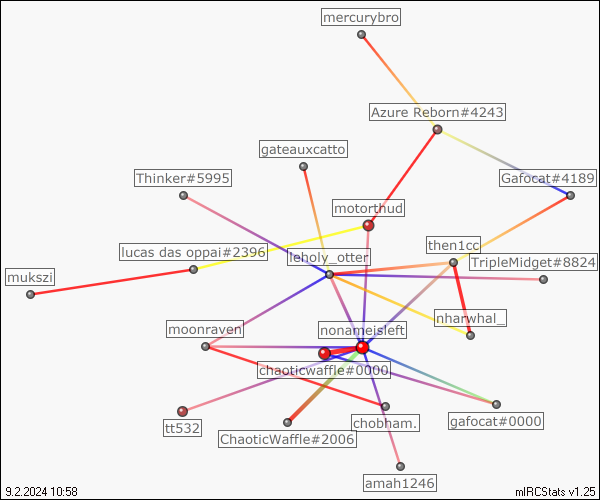 mercurybro
Azure Reborn#4243
gateauxcatto
Thinker#5995
Gafocat#4189
motorthud
then1cc
lucas das oppai#2396
leholy_otter
TripleMidget#8824
mukszi
nharwhal_
moonraven
nonameisleft
chaoticwaffle#0000
chobham.
gafocat#0000
tt532
ChaoticWaffle#2006
amah1246
9.2.2024 10:58
mIRCStats v1.25